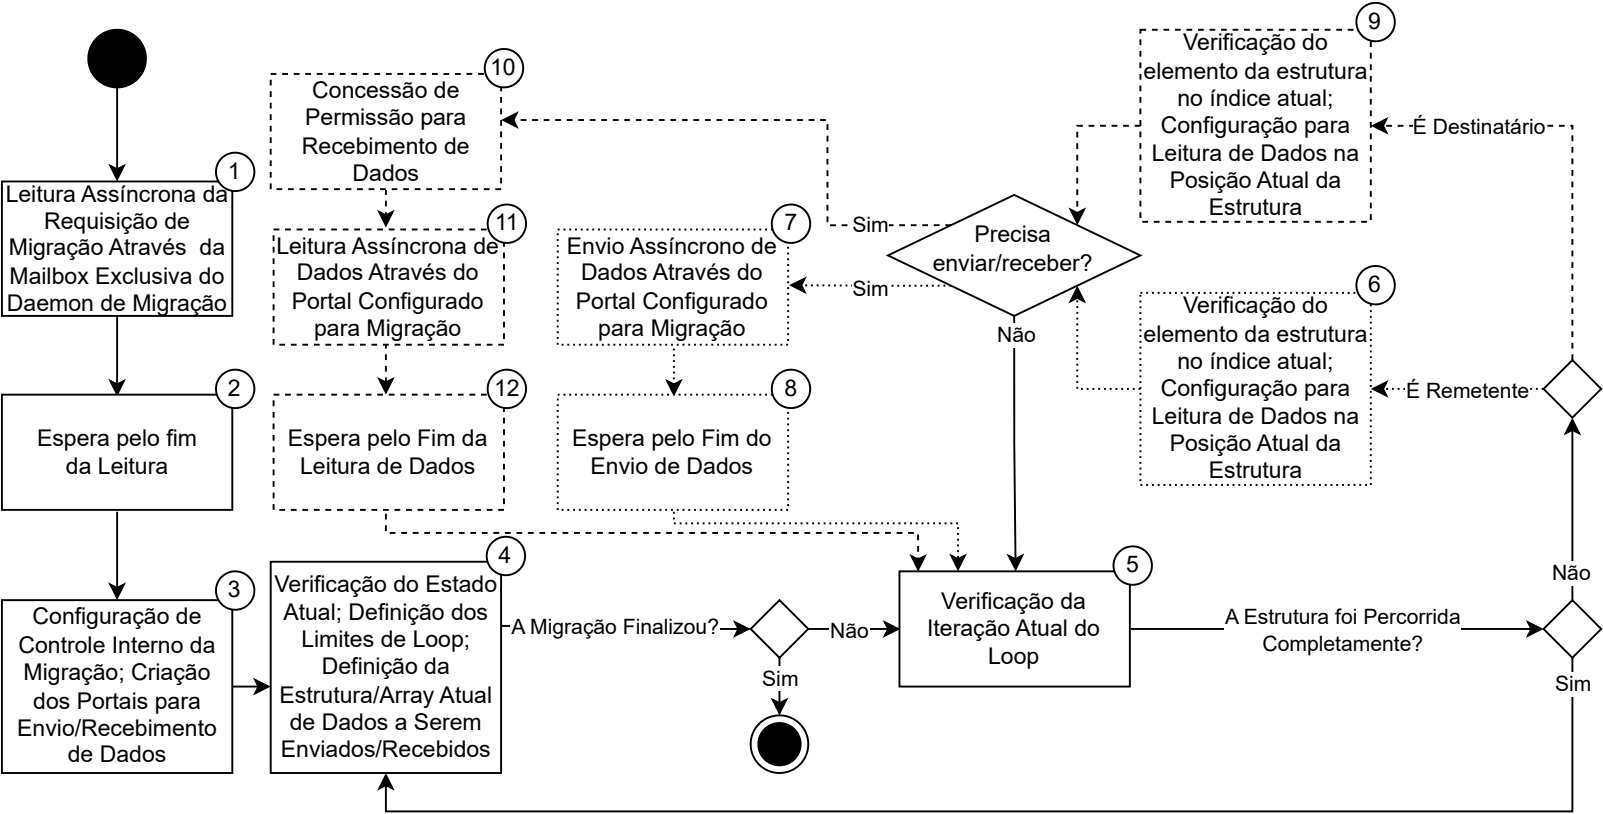 1
Leitura Assíncrona da
Requisição de
Migração Através da
Mailbox Exclusiva do
Daemon de Migração
2
Espera pelo fim
da Leitura
3
Configuração de
Controle Interno da
Migração; Criação
dos Portais para
Envio/Recebimento
de Dados
4
Verificação do Estado
Atual; Definição dos
Limites de Loop;
Definição da
Estrutura/Array Atual
de Dados a Serem
Enviados/Recebidos
A Migração Finalizou?
Não
Sim
5
Verificação da
Iteração Atual do
Loop
A Estrutura foi Percorrida
Completamente?
Não
Sim
É Remetente
É Destinatário
6
Verificação do
elemento da estrutura
no índice atual;
Configuração para
Leitura de Dados na
Posição Atual da
Estrutura
9
Verificação do
elemento da estrutura
no índice atual;
Configuração para
Leitura de Dados na
Posição Atual da
Estrutura
Precisa
enviar/receber?
Sim
Sim
Não
7
Envio Assíncrono de
Dados Através do
Portal Configurado
para Migração
8
Espera pelo Fim do
Envio de Dados
10
Concessão de
Permissão para
Recebimento de
Dados
11
Leitura Assíncrona de
Dados Através do
Portal Configurado
para Migração
12
Espera pelo Fim da
Leitura de Dados